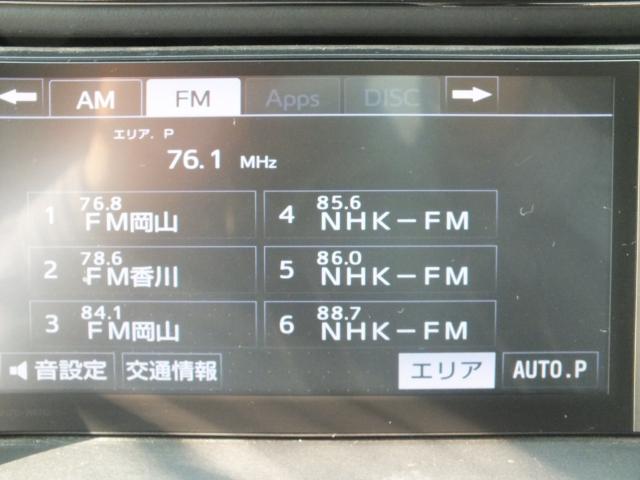 AM FM Apps DISC
エリア. P
76.1 MHz
1 76.8 FM岡山
4 85.6 NHK－FM
2 78.6 FM香川
5 86.0 NHK－FM
3 84.1 FM岡山
6 88.7 NHK－FM
音設定 交通情報 エリア AUTO.P